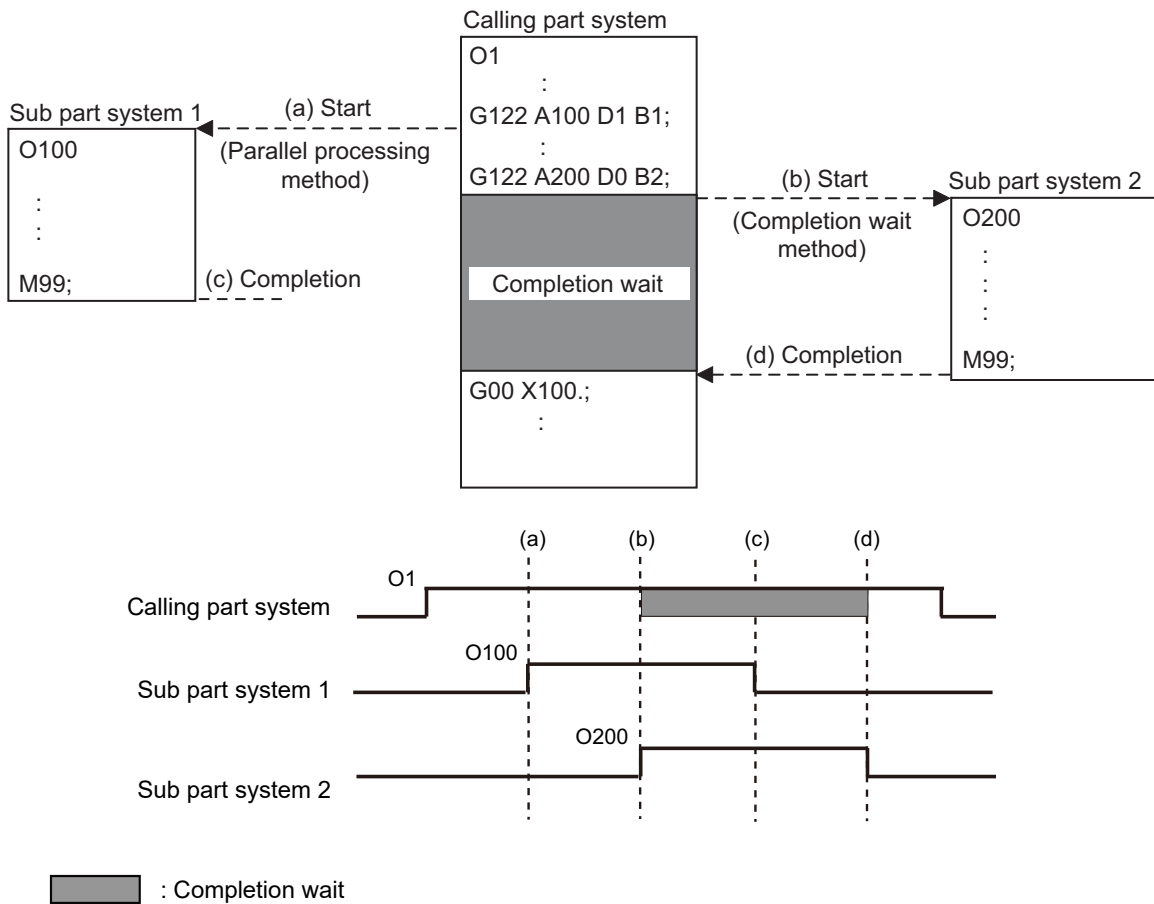 Calling part system
O1
:
G122 A100 D1 B1;
:
G122 A200 D0 B2;
Completion wait
G00 X100.;
:
Sub part system 1
O100
:
:
M99;
(a) Start
(Parallel processing
method)
(c) Completion
(b) Start
(Completion wait
method)
(d) Completion
Sub part system 2
O200
:
:
:
M99;
(a) (b) (c) (d)
O1
Calling part system
O100
Sub part system 1
O200
Sub part system 2
: Completion wait